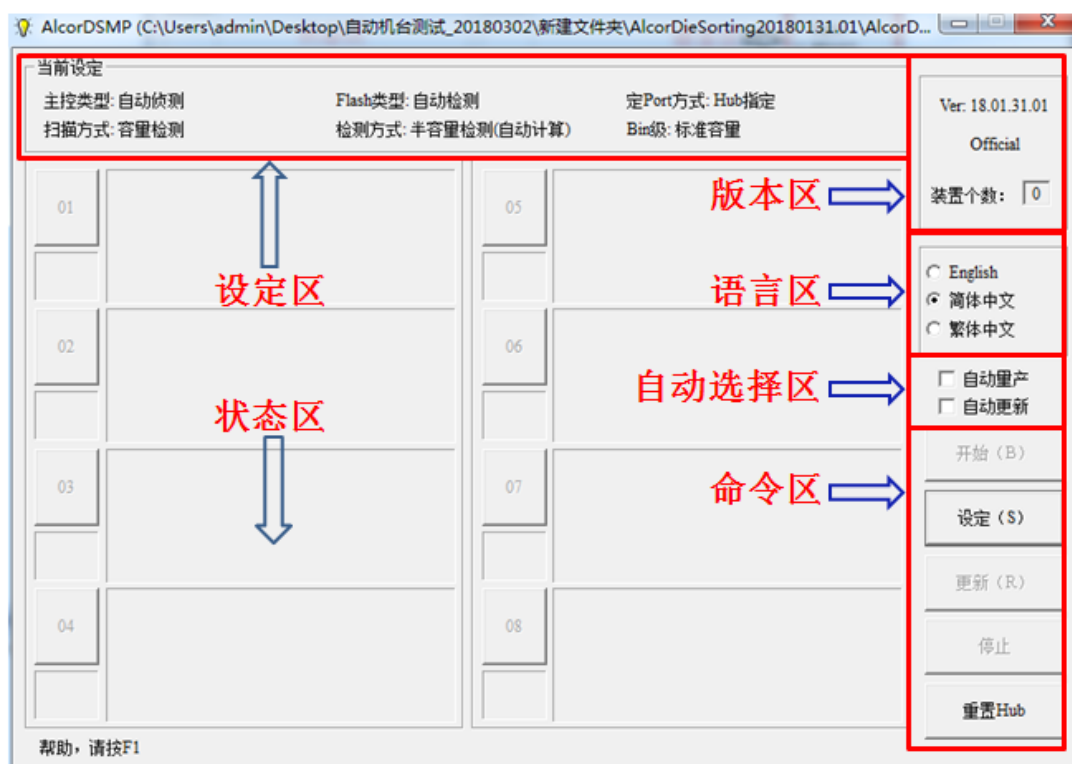 AlcorDSMP (C:\Users\admin\Desktop\自动机台测试_20180302\新建文件夹\AlcorDieSorting20180131.01\AlcorD...
当前设定
主控类型: 自动侦测 Flash类型: 自动检测 定Port方式: Hub指定
扫描方式: 容量检测 检测方式: 半容量检测(自动计算) Bin级: 标准容量
Ver: 18.01.31.01
Official
装置个数: 0
01
05
版本区
设定区
语言区
English
简体中文
繁体中文
02
06
自动选择区
自动量产
自动更新
状态区
开始（B）
03
07
命令区
设定（S）
更新（R）
04
08
停止
重置Hub
帮助，请按F1